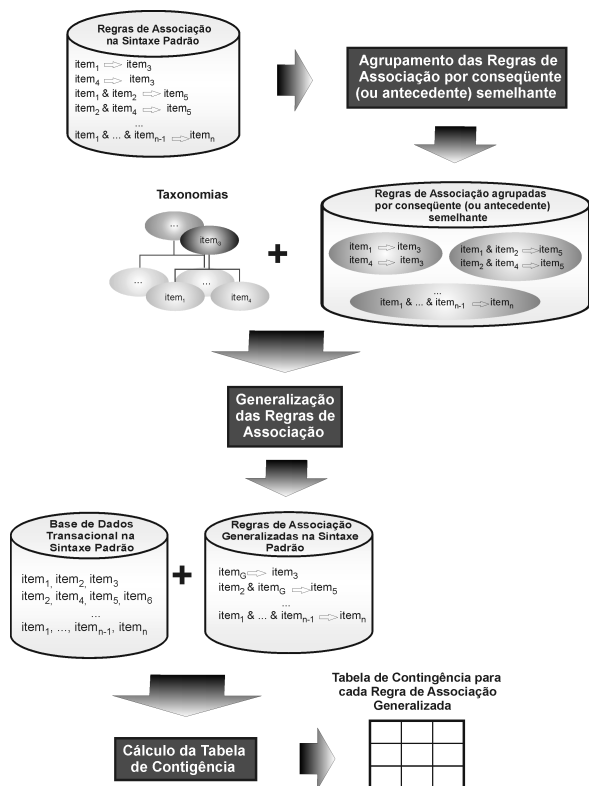 Regras de Associação
na Sintaxe Padrão
item1 ⇨ item3
item4 ⇨ item3
item1 & item2 ⇨ item5
item2 & item4 ⇨ item5
...
item1 & ... & itemn-1 ⇨ itemn
Agrupamento das Regras de
Associação por conseqüente
(ou antecedente) semelhante
Taxonomias
...
itemG
...
...
item1
item4
+
Regras de Associação agrupadas
por conseqüente (ou antecedente)
semelhante
item1 ⇨ item3
item4 ⇨ item3
item1 & item2 ⇨ item5
item2 & item4 ⇨ item5
...
item1 & ... & itemn-1 ⇨ itemn
Generalização
das Regras de
Associação
Base de Dados
Transacional na
Sintaxe Padrão
item1, item2, item3
item2, item4, item5, item6
...
item1, ..., itemn-1, itemn
+
Regras de Associação
Generalizadas na Sintaxe
Padrão
itemG ⇨ item3
item2 & itemG ⇨ item5
...
item1 & ... & itemn-1 ⇨ itemn
Cálculo da Tabela
de Contigência
Tabela de Contingência para
cada Regra de Associação
Generalizada